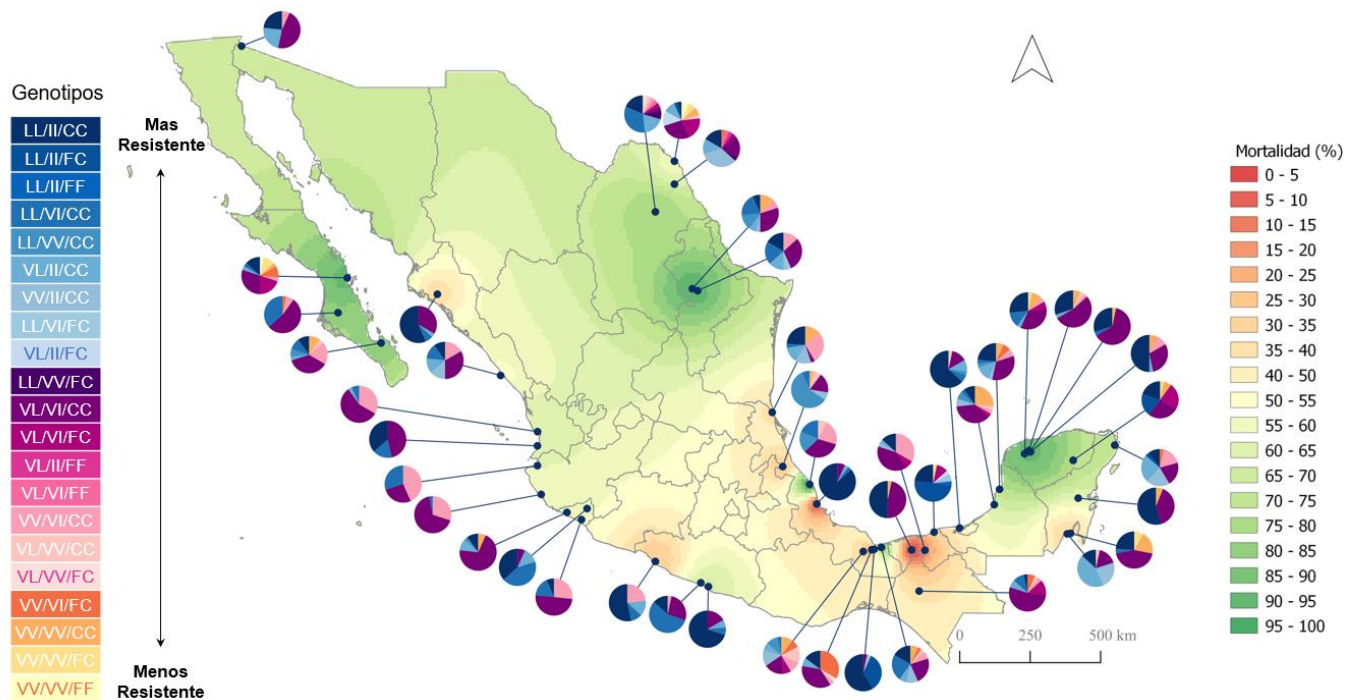 Genotipos
Mas
Resistente
LL/II/CC
LL/II/FC
LL/II/FF
LL/VI/CC
LL/VV/CC
VL/II/CC
VV/II/CC
LL/VI/FC
VL/II/FC
LL/VV/FC
VL/VI/CC
VL/VI/FC
VL/II/FF
VL/VI/FF
VV/VI/CC
VL/VV/CC
VL/VV//FC
VV/VI/FC
VV/VV/CC
VV/VV/FC
VV/VV/FF
Menos
Resistente
Mortalidad (%)
0 - 5
5 - 10
10 - 15
15 - 20
20 - 25
25 - 30
30 - 35
35 - 40
40 - 50
50 - 55
55 - 60
60 - 65
65 - 70
70 - 75
75 - 80
80 - 85
85 - 90
90 - 95
95 - 100
0 500 km